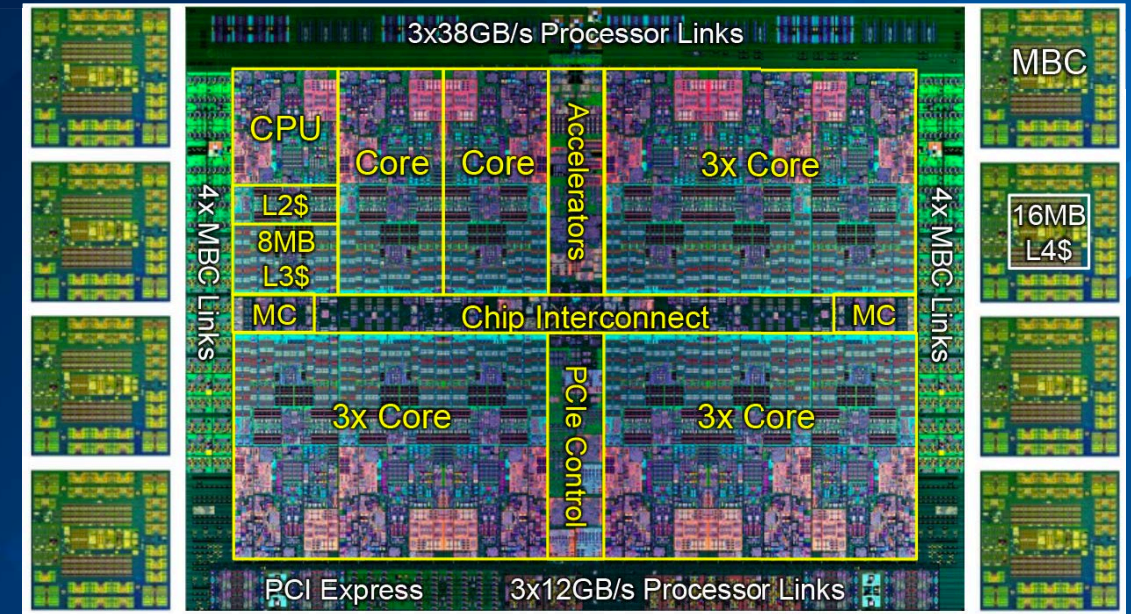 3x38GB/s Processor Links
MBC
CPU
Core
Core
Accelerators
3x Core
L2$
8MB
L3$
4x MBC Links
4x MBC Links
16MB
L4$
MC
Chip Interconnect
MC
3x Core
PCIe Control
3x Core
PCI Express
3x12GB/s Processor Links